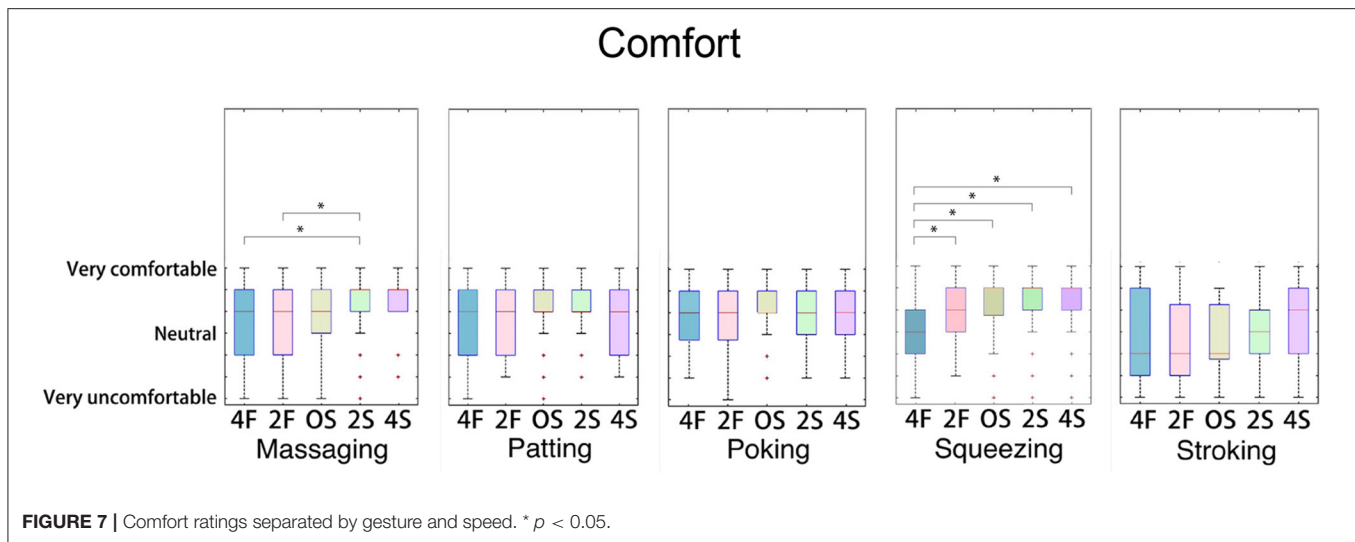 Comfort
*
*
*
*
*
*
Very comfortable
Neutral
Very uncomfortable
4F 2F OS 2S 4S
Massaging
4F 2F OS 2S 4S
Patting
4F 2F OS 2S 4S
Poking
4F 2F OS 2S 4S
Squeezing
4F 2F OS 2S 4S
Stroking
FIGURE 7 | Comfort ratings separated by gesture and speed. * p < 0.05.